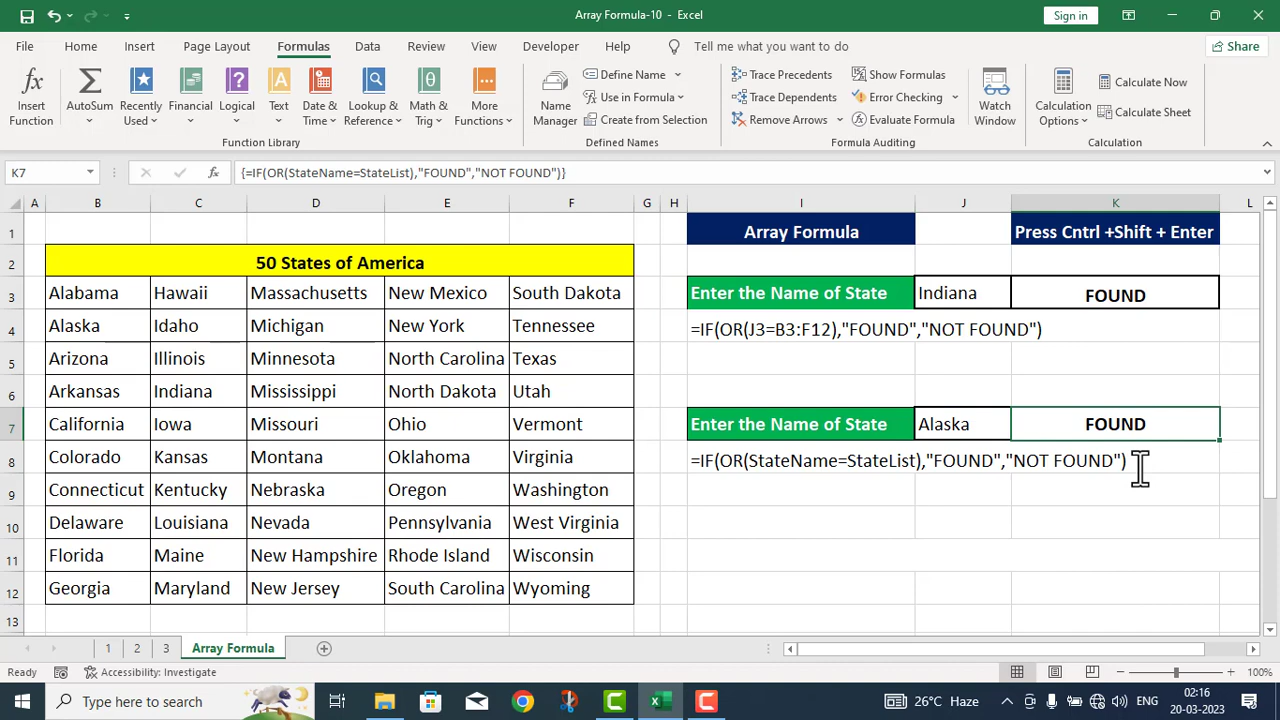 Array Formula-10 - Excel
Sign in
File Home Insert Page Layout Formulas Data Review View Developer Help Tell me what you want to do Share
Insert Function
AutoSum
Recently Used
Financial
Logical
Text
Date & Time
Lookup & Reference
Math & Trig
More Functions
Function Library
Name Manager
Define Name
Use in Formula
Create from Selection
Defined Names
Trace Precedents
Trace Dependents
Remove Arrows
Show Formulas
Error Checking
Evaluate Formula
Formula Auditing
Watch Window
Calculation Options
Calculate Now
Calculate Sheet
Calculation
K7 fx {=IF(OR(StateName=StateList),"FOUND","NOT FOUND")}
A B C D E F G H I J K L
1 Array Formula Press Cntrl +Shift + Enter
2 50 States of America
3 Alabama Hawaii Massachusetts New Mexico South Dakota Enter the Name of State Indiana FOUND
4 Alaska Idaho Michigan New York Tennessee =IF(OR(J3=B3:F12),"FOUND","NOT FOUND")
5 Arizona Illinois Minnesota North Carolina Texas
6 Arkansas Indiana Mississippi North Dakota Utah
7 California Iowa Missouri Ohio Vermont Enter the Name of State Alaska FOUND
8 Colorado Kansas Montana Oklahoma Virginia =IF(OR(StateName=StateList),"FOUND","NOT FOUND")
9 Connecticut Kentucky Nebraska Oregon Washington
10 Delaware Louisiana Nevada Pennsylvania West Virginia
11 Florida Maine New Hampshire Rhode Island Wisconsin
12 Georgia Maryland New Jersey South Carolina Wyoming
13
1 2 3 Array Formula
Ready Accessibility: Investigate 100%
Type here to search 26°C Haze ENG 02:16
20-03-2023